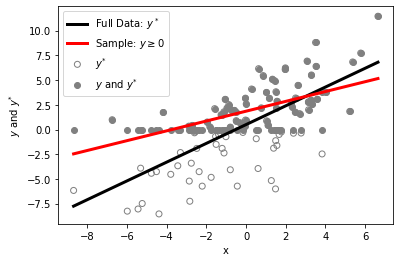 Full Data: y*
Sample: y ≥ 0
y*
y and y*
y and y*
10.0
7.5
5.0
2.5
0.0
−2.5
−5.0
−7.5
−8 −6 −4 −2 0 2 4 6
x